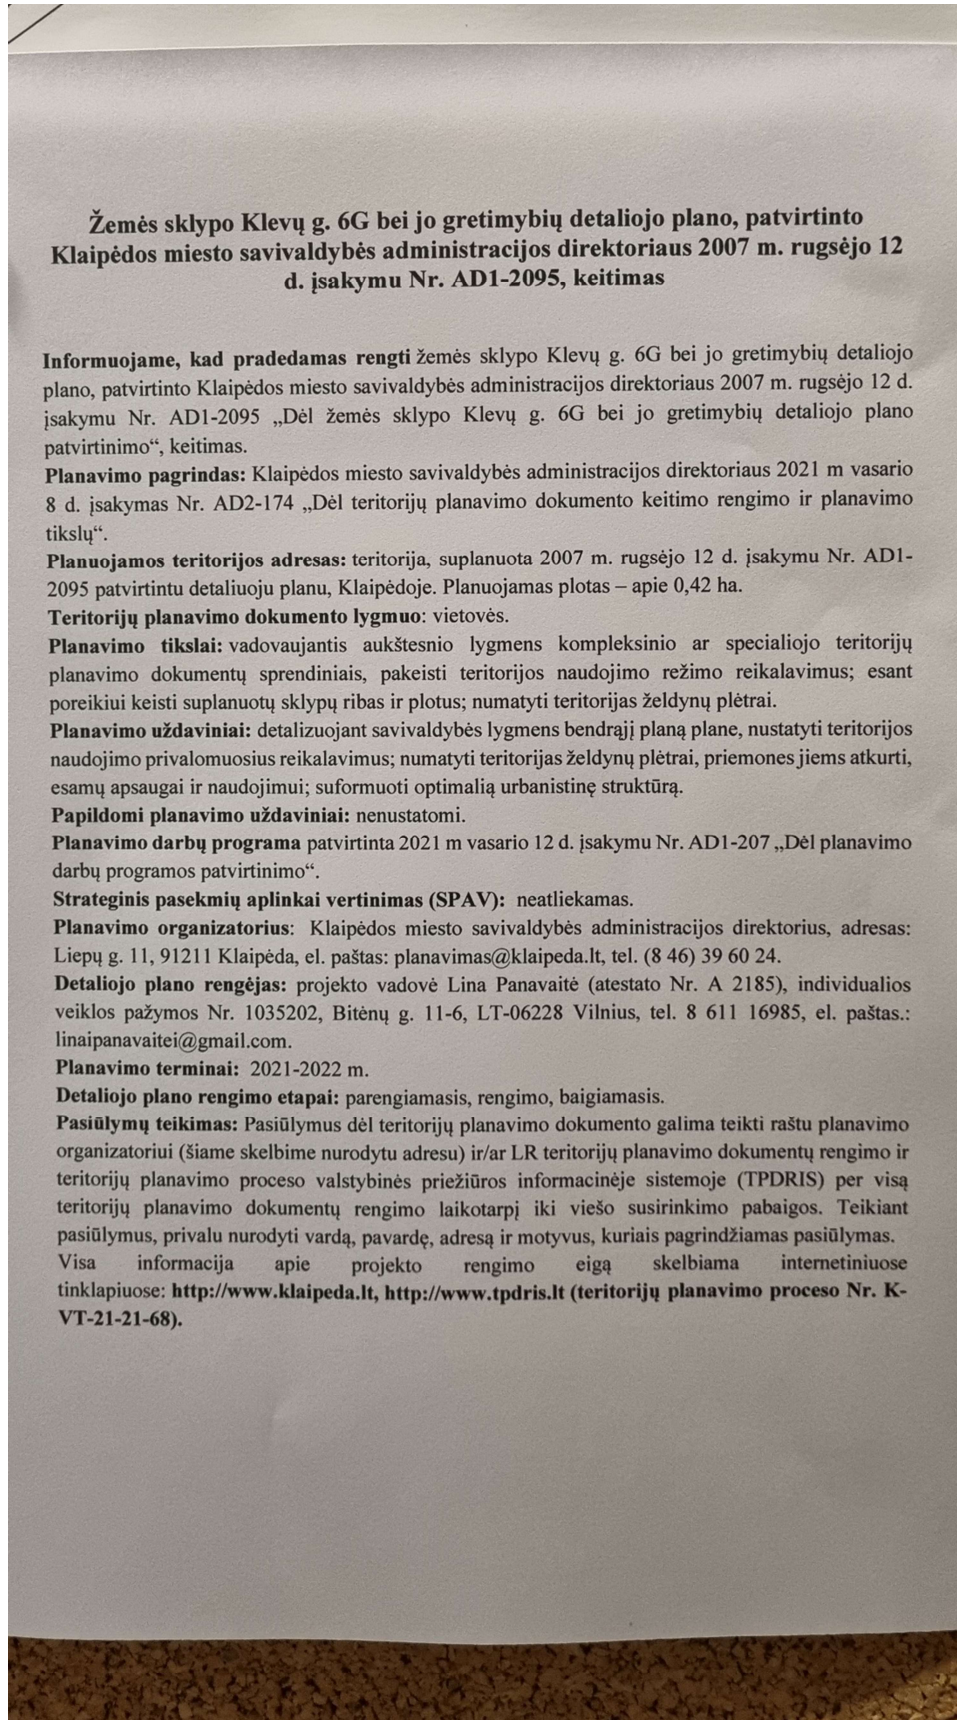 Žemės sklypo Klevų g. 6G bei jo gretimybių detaliojo plano, patvirtinto
Klaipėdos miesto savivaldybės administracijos direktoriaus 2007 m. rugsėjo 12
d. įsakymu Nr. AD1-2095, keitimas
Informuojame, kad pradedamas rengti žemės sklypo Klevų g. 6G bei jo gretimybių detaliojo
plano, patvirtinto Klaipėdos miesto savivaldybės administracijos direktoriaus 2007 m. rugsėjo 12 d.
įsakymu Nr. AD1-2095 „Dėl žemės sklypo Klevų g. 6G bei jo gretimybių detaliojo plano
patvirtinimo“, keitimas.
Planavimo pagrindas: Klaipėdos miesto savivaldybės administracijos direktoriaus 2021 m vasario
8 d. įsakymas Nr. AD2-174 „Dėl teritorijų planavimo dokumento keitimo rengimo ir planavimo
tikslų“.
Planuojamos teritorijos adresas: teritorija, suplanuota 2007 m. rugsėjo 12 d. įsakymu Nr. AD1-
2095 patvirtintu detaliuoju planu, Klaipėdoje. Planuojamas plotas – apie 0,42 ha.
Teritorijų planavimo dokumento lygmuo: vietovės.
Planavimo tikslai: vadovaujantis aukštesnio lygmens kompleksinio ar specialiojo teritorijų
planavimo dokumentų sprendiniais, pakeisti teritorijos naudojimo režimo reikalavimus; esant
poreikiui keisti suplanuotų sklypų ribas ir plotus; numatyti teritorijas želdynų plėtrai.
Planavimo uždaviniai: detalizuojant savivaldybės lygmens bendrąjį planą plane, nustatyti teritorijos
naudojimo privalomuosius reikalavimus; numatyti teritorijas želdynų plėtrai, priemones jiems atkurti,
esamų apsaugai ir naudojimui; suformuoti optimalią urbanistinę struktūrą.
Papildomi planavimo uždaviniai: nenustatomi.
Planavimo darbų programa patvirtinta 2021 m vasario 12 d. įsakymu Nr. AD1-207 „Dėl planavimo
darbų programos patvirtinimo“.
Strateginis pasekmių aplinkai vertinimas (SPAV): neatliekamas.
Planavimo organizatorius: Klaipėdos miesto savivaldybės administracijos direktorius, adresas:
Liepų g. 11, 91211 Klaipėda, el. paštas: planavimas@klaipeda.lt, tel. (8 46) 39 60 24.
Detaliojo plano rengėjas: projekto vadovė Lina Panavaitė (atestato Nr. A 2185), individualios
veiklos pažymos Nr. 1035202, Bitėnų g. 11-6, LT-06228 Vilnius, tel. 8 611 16985, el. paštas.:
linaipanavaitei@gmail.com.
Planavimo terminai: 2021-2022 m.
Detaliojo plano rengimo etapai: parengiamasis, rengimo, baigiamasis.
Pasiūlymų teikimas: Pasiūlymus dėl teritorijų planavimo dokumento galima teikti raštu planavimo
organizatoriui (šiame skelbime nurodytu adresu) ir/ar LR teritorijų planavimo dokumentų rengimo ir
teritorijų planavimo proceso valstybinės priežiūros informacinėje sistemoje (TPDRIS) per visą
teritorijų planavimo dokumentų rengimo laikotarpį iki viešo susirinkimo pabaigos. Teikiant
pasiūlymus, privalu nurodyti vardą, pavardę, adresą ir motyvus, kuriais pagrindžiamas pasiūlymas.
Visa informacija apie projekto rengimo eigą skelbiama internetiniuose
tinklapiuose: http://www.klaipeda.lt, http://www.tpdris.lt (teritorijų planavimo proceso Nr. K-
VT-21-21-68).